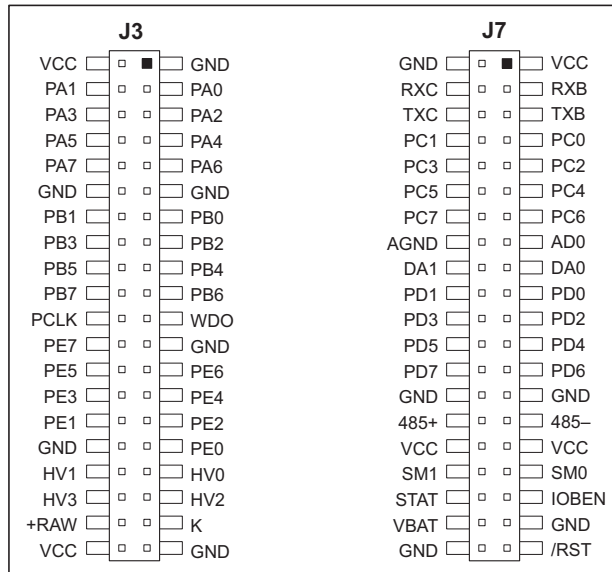 J3 J7
VCC GND GND VCC
PA1 PA0 RXC RXB
PA3 PA2 TXC TXB
PA5 PA4 PC1 PC0
PA7 PA6 PC3 PC2
GND GND PC5 PC4
PB1 PB0 PC7 PC6
PB3 PB2 AGND AD0
PB5 PB4 DA1 DA0
PB7 PB6 PD1 PD0
PCLK WDO PD3 PD2
PE7 GND PD5 PD4
PE5 PE6 PD7 PD6
PE3 PE4 GND GND
PE1 PE2 485+ 485–
GND PE0 VCC VCC
HV1 HV0 SM1 SM0
HV3 HV2 STAT IOBEN
+RAW K VBAT GND
VCC GND GND /RST